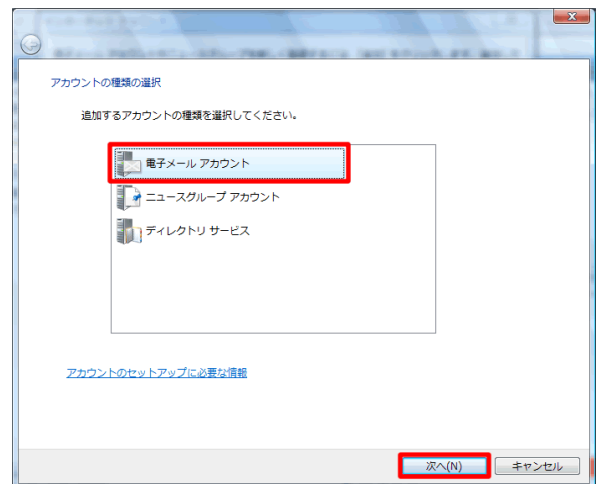 アカウントの種類の選択
追加するアカウントの種類を選択してください。
電子メール アカウント
ニュースグループ アカウント
ディレクトリ サービス
アカウントのセットアップに必要な情報
次へ(N)
キャンセル